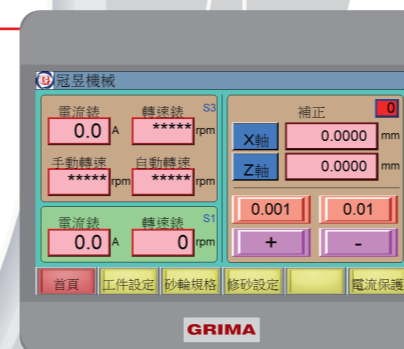 冠昱機械
電流錶 轉速錶 S3
0.0 A ***** rpm
手動轉速 自動轉速
***** rpm ***** rpm
電流錶 轉速錶 S1
0.0 A 0 rpm
補正 0
X軸 0.0000 mm
Z軸 0.0000 mm
0.001 0.01
+ -
首頁 工件設定 砂輪規格 修砂設定 電流保護
GRIMA